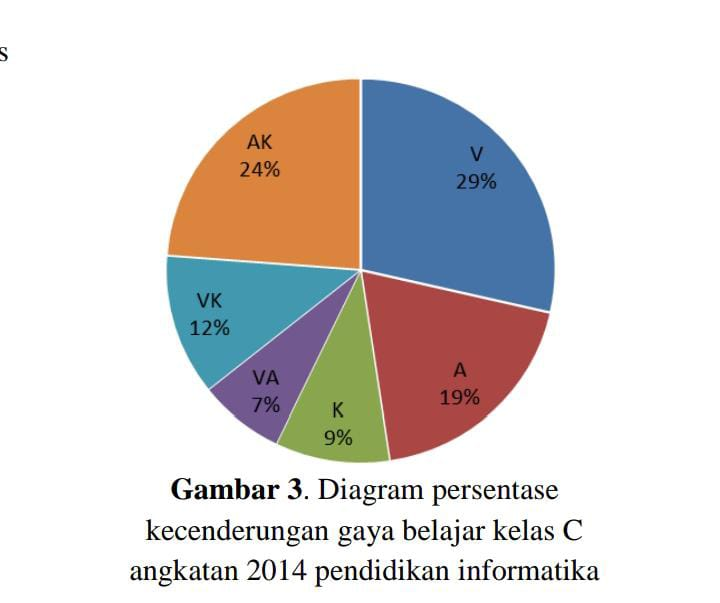 s
AK
24%
V
29%
VK
12%
VA
7%
K
9%
A
19%
Gambar 3. Diagram persentase
kecenderungan gaya belajar kelas C
angkatan 2014 pendidikan informatika